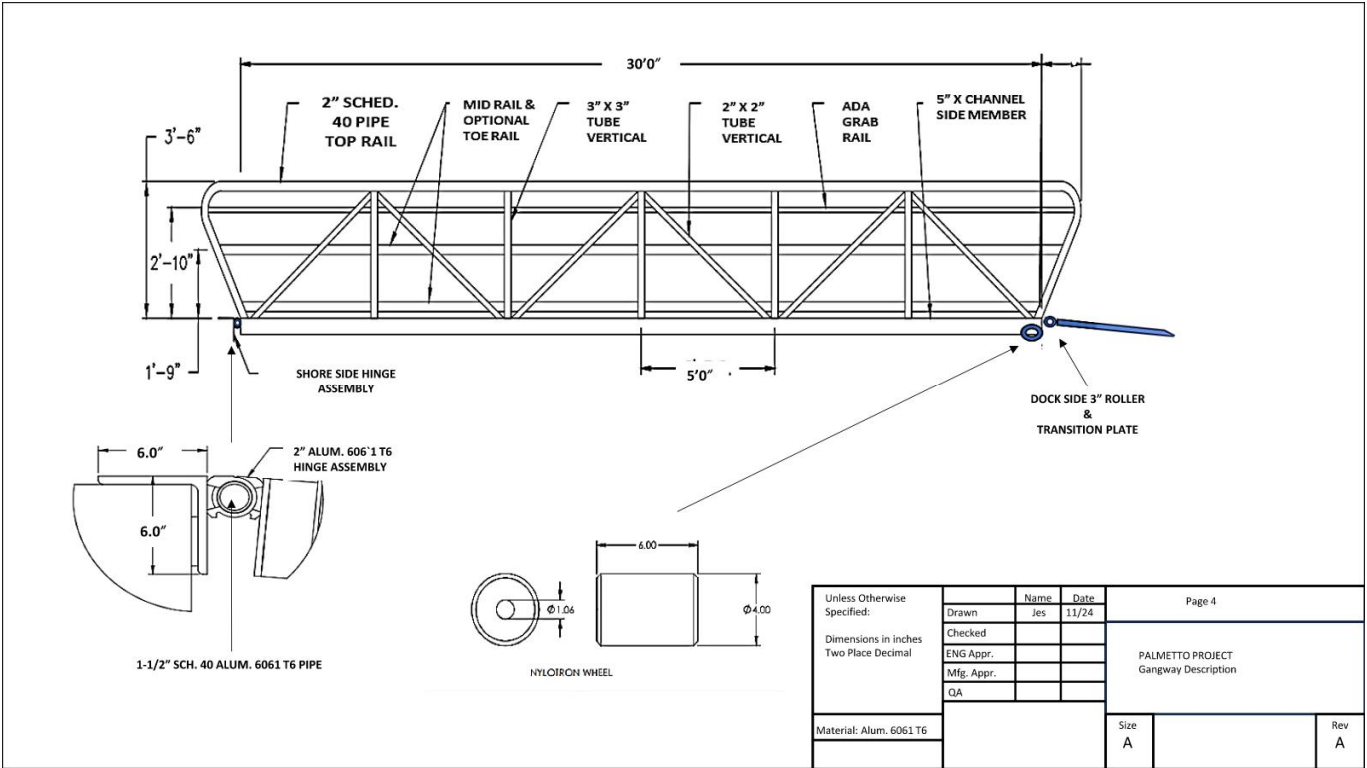 30'0"
2" SCHED.
40 PIPE
TOP RAIL
MID RAIL &
OPTIONAL
TOE RAIL
3" X 3"
TUBE
VERTICAL
2" X 2"
TUBE
VERTICAL
ADA
GRAB
RAIL
5" X CHANNEL
SIDE MEMBER
3'-6"
2'-10"
1'-9"
5'0"
SHORE SIDE HINGE
ASSEMBLY
DOCK SIDE 3" ROLLER
&
TRANSITION PLATE
6.0"
2" ALUM. 606`1 T6
HINGE ASSEMBLY
6.0"
1-1/2" SCH. 40 ALUM. 6061 T6 PIPE
6.00
Ø1.06
Ø4.00
NYLOTRON WHEEL
Unless Otherwise
Specified:
Dimensions in inches
Two Place Decimal
Material: Alum. 6061 T6
Name Date
Drawn Jes 11/24
Checked
ENG Appr.
Mfg. Appr.
QA
Page 4
PALMETTO PROJECT
Gangway Description
Size
A
Rev
A